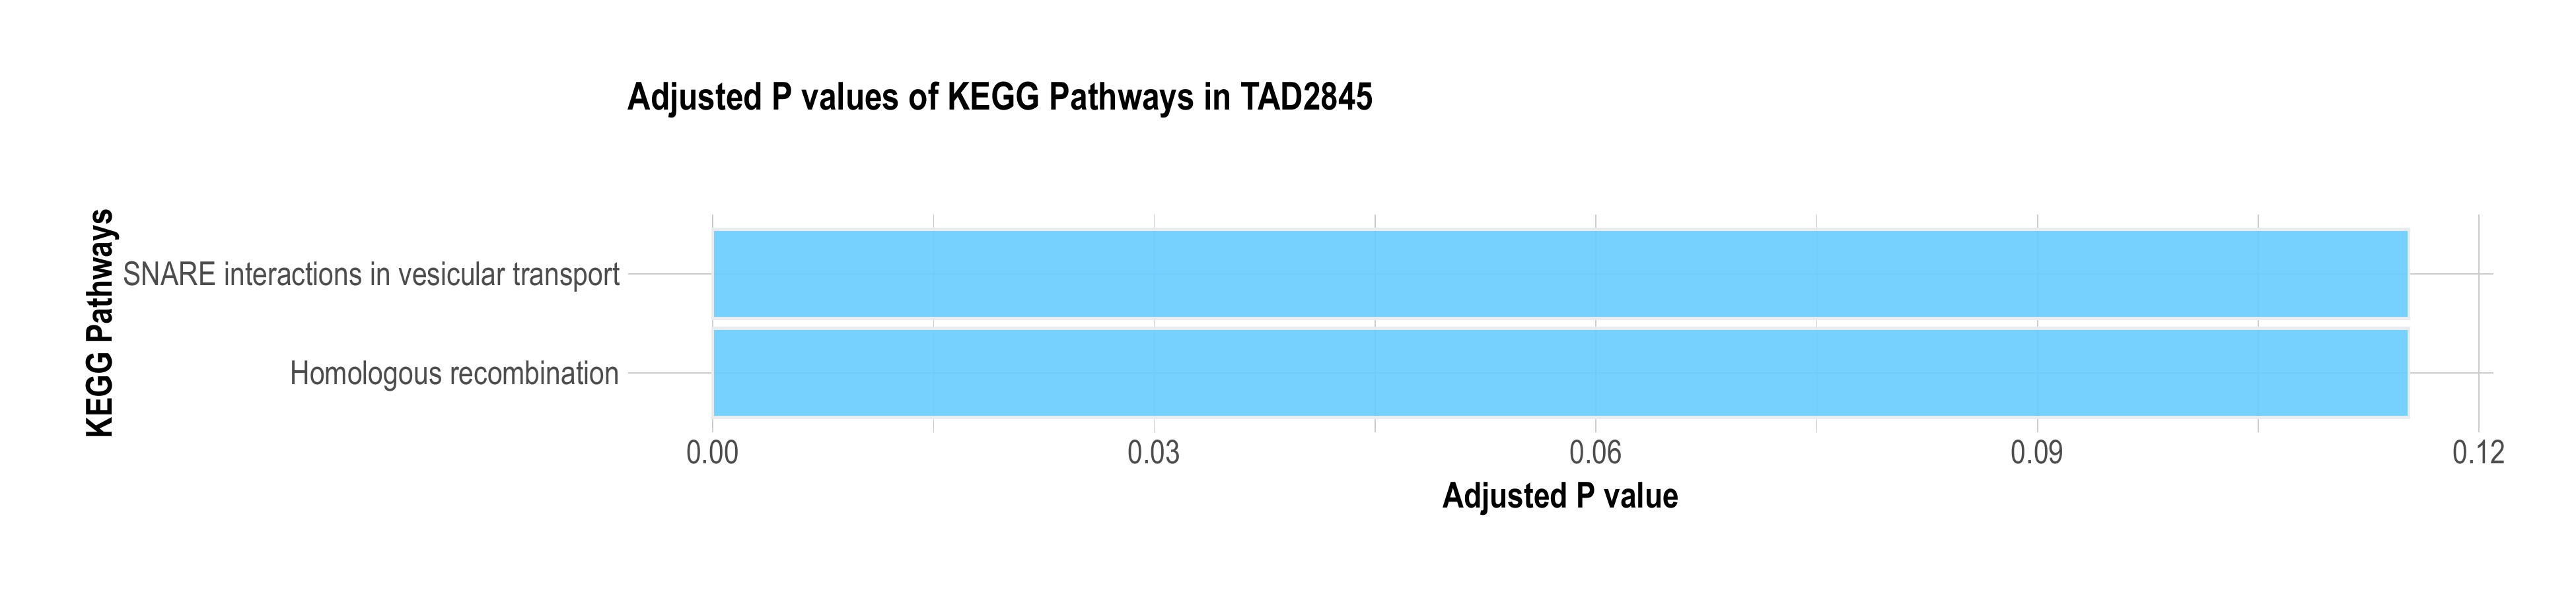 Adjusted P values of KEGG Pathways in TAD2845
KEGG Pathways
SNARE interactions in vesicular transport
Homologous recombination
0.00
0.03
0.06
0.09
0.12
Adjusted P value